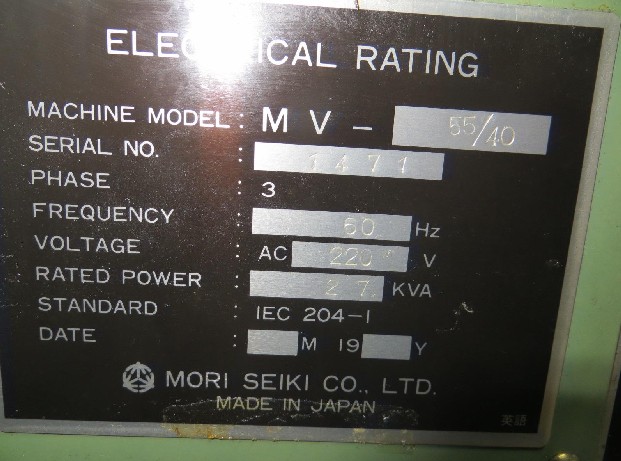 ELECTRICAL RATING
MACHINE MODEL : M V - 55/40
SERIAL NO. : 1471
PHASE : 3
FREQUENCY : 60 Hz
VOLTAGE : AC 220 V
RATED POWER : 27 KVA
STANDARD : IEC 204-1
DATE : M 19 Y
MORI SEIKI CO., LTD.
MADE IN JAPAN
英語